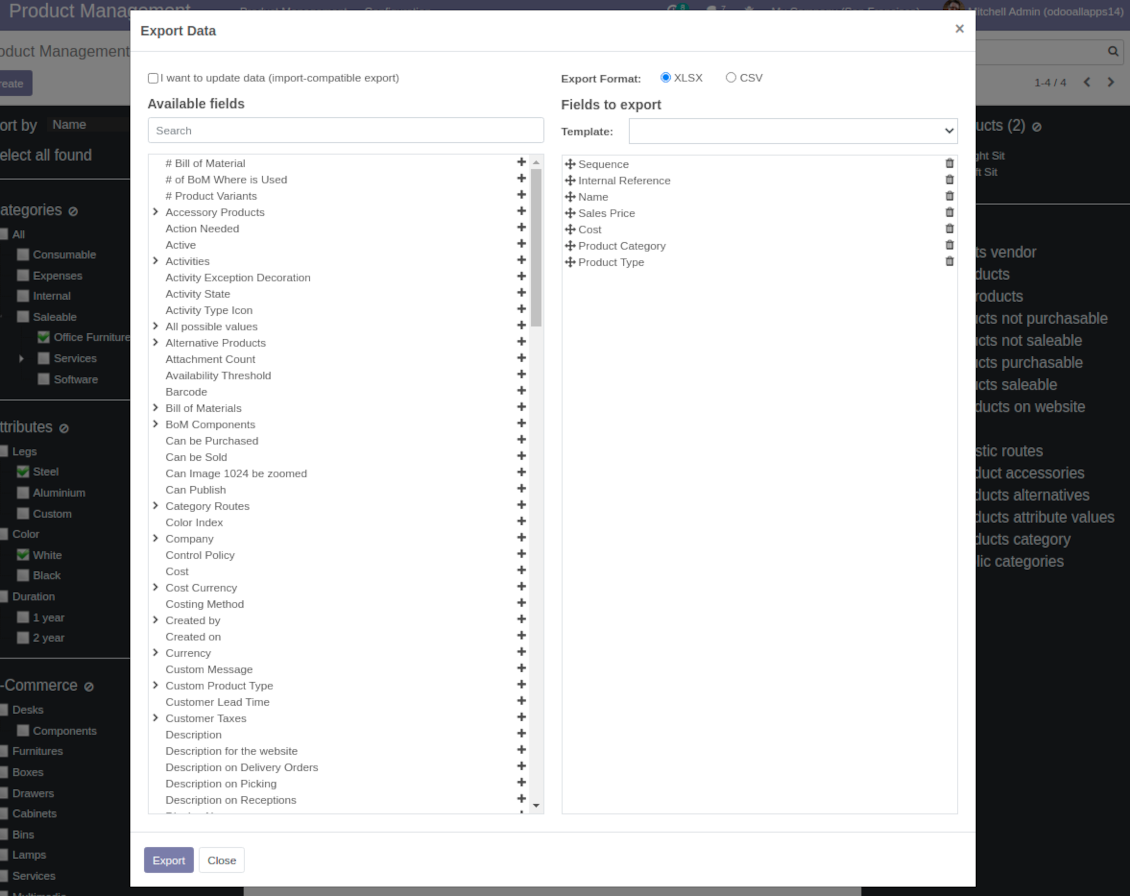 Product Management
Mitchell Admin (odooallapps14)
Export Data
×
oduct Management
reate
1-4 / 4
I want to update data (import-compatible export)
Export Format:
XLSX
CSV
Available fields
Fields to export
Search
Template:
ort by
Name
elect all found
ategories
All
Consumable
Expenses
Internal
Saleable
Office Furniture
Services
Software
ttributes
Legs
Steel
Aluminium
Custom
Color
White
Black
Duration
1 year
2 year
-Commerce
Desks
Components
Furnitures
Boxes
Drawers
Cabinets
Bins
Lamps
Services
Multimedia
# Bill of Material
# of BoM Where is Used
# Product Variants
Accessory Products
Action Needed
Active
Activities
Activity Exception Decoration
Activity State
Activity Type Icon
All possible values
Alternative Products
Attachment Count
Availability Threshold
Barcode
Bill of Materials
BoM Components
Can be Purchased
Can be Sold
Can Image 1024 be zoomed
Can Publish
Category Routes
Color Index
Company
Control Policy
Cost
Cost Currency
Costing Method
Created by
Created on
Currency
Custom Message
Custom Product Type
Customer Lead Time
Customer Taxes
Description
Description for the website
Description on Delivery Orders
Description on Picking
Description on Receptions
Sequence
Internal Reference
Name
Sales Price
Cost
Product Category
Product Type
ucts (2)
ght Sit
ft Sit
ts vendor
ducts
roducts
ucts not purchasable
ucts not saleable
ucts purchasable
ucts saleable
ducts on website
stic routes
duct accessories
ducts alternatives
ducts attribute values
ducts category
lic categories
Export
Close